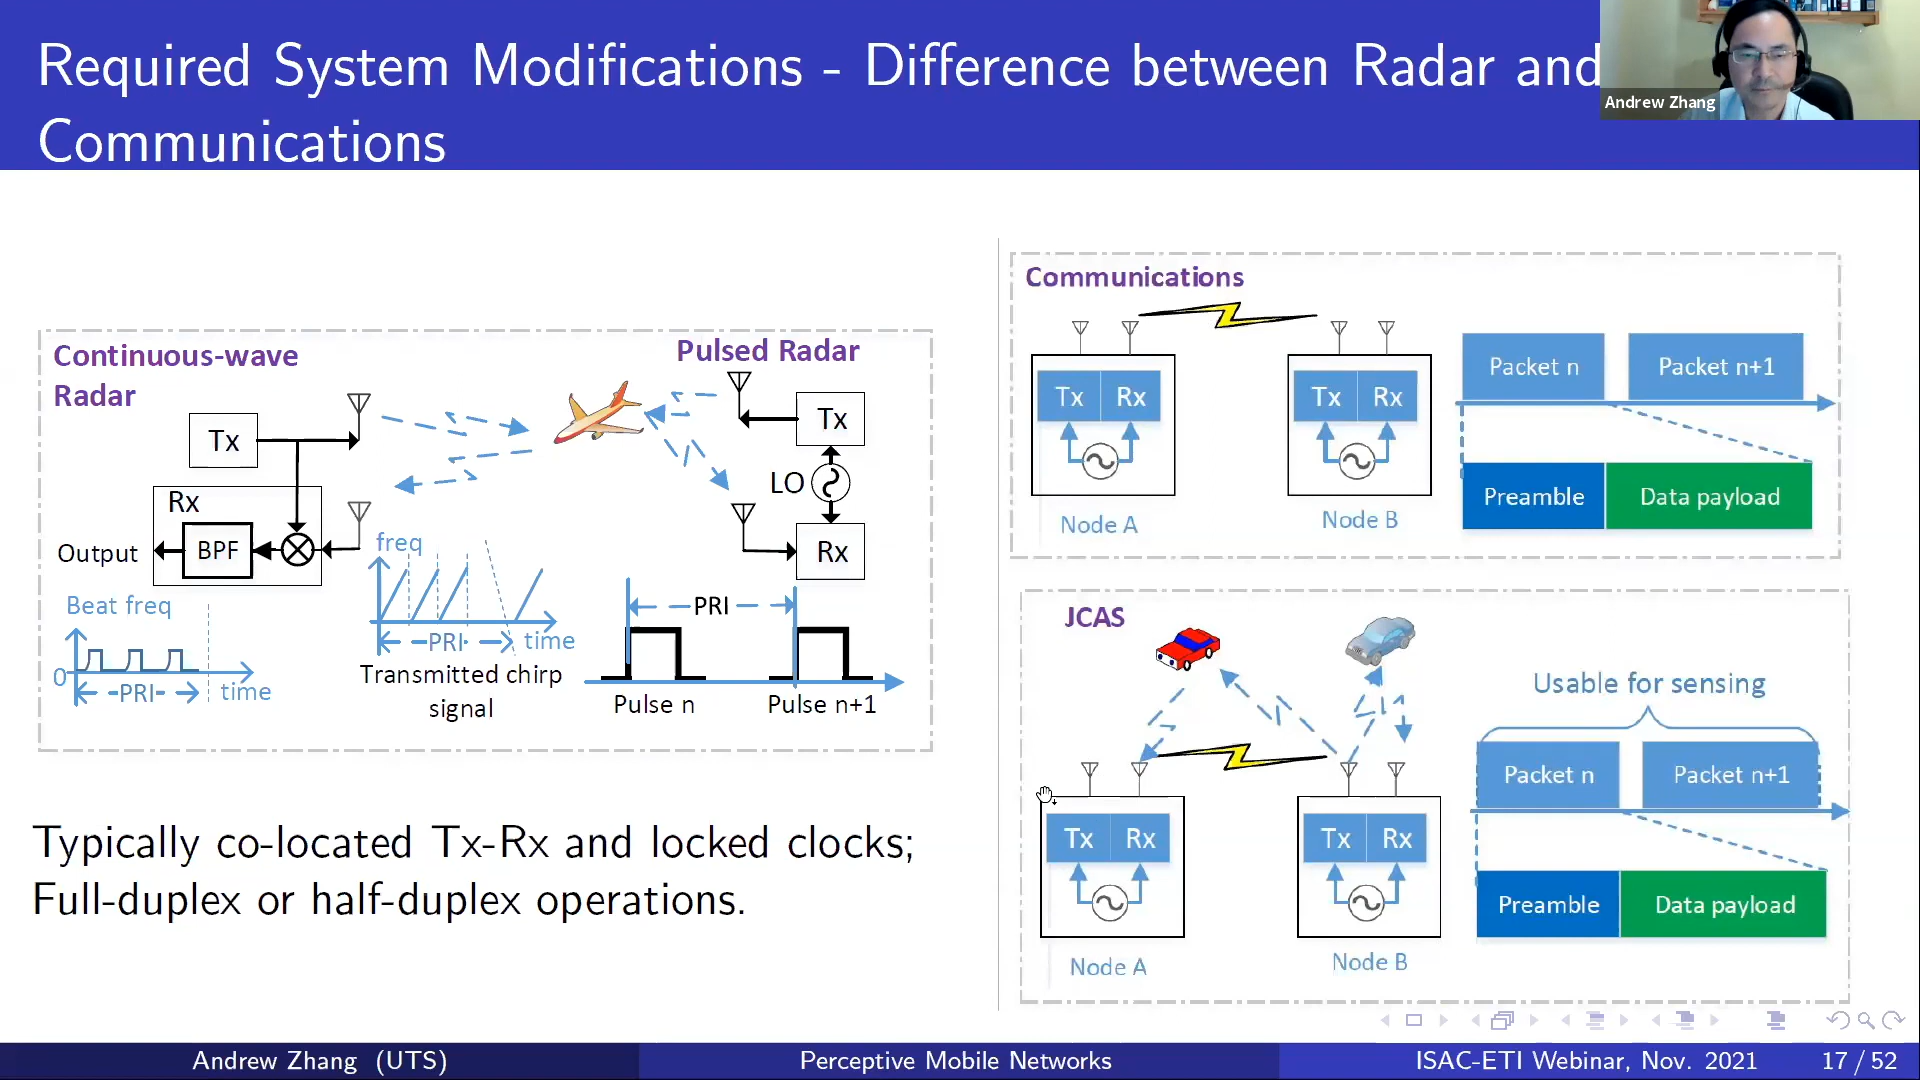 Required System Modifications - Difference between Radar and
Communications
Andrew Zhang
Continuous-wave
Radar
Pulsed Radar
Tx
Rx
BPF
Output
Beat freq
0
PRI
time
freq
PRI
time
Transmitted chirp
signal
Tx
LO
Rx
PRI
Pulse n
Pulse n+1
Typically co-located Tx-Rx and locked clocks;
Full-duplex or half-duplex operations.
Communications
Tx Rx
Node A
Tx Rx
Node B
Packet n
Packet n+1
Preamble
Data payload
JCAS
Tx Rx
Node A
Tx Rx
Node B
Usable for sensing
Packet n
Packet n+1
Preamble
Data payload
Andrew Zhang (UTS)
Perceptive Mobile Networks
ISAC-ETI Webinar, Nov. 2021
17 / 52